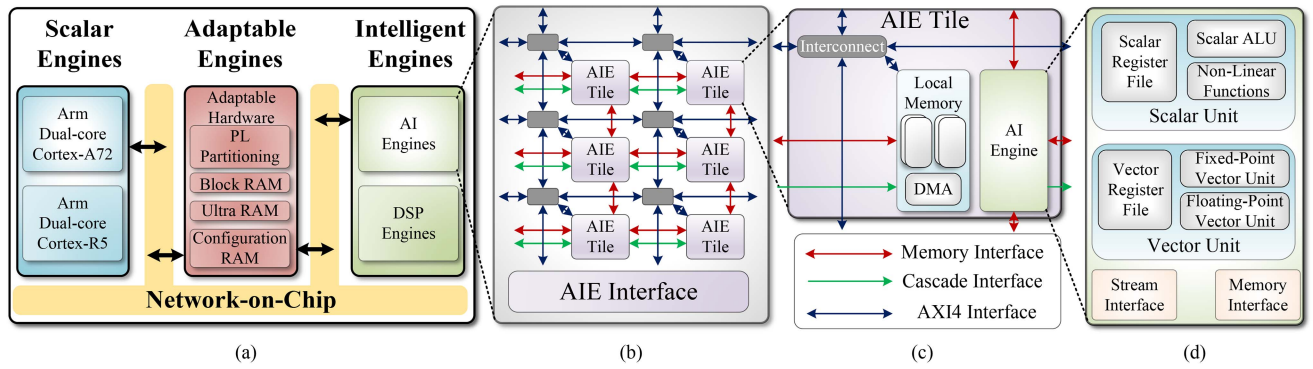 Scalar
Engines
Adaptable
Engines
Intelligent
Engines
Arm
Dual-core
Cortex-A72
Arm
Dual-core
Cortex-R5
Adaptable
Hardware
PL
Partitioning
Block RAM
Ultra RAM
Configuration
RAM
AI
Engines
DSP
Engines
Network-on-Chip
(a)
AIE
Tile
AIE
Tile
AIE
Tile
AIE
Tile
AIE
Tile
AIE
Tile
AIE Interface
(b)
AIE Tile
Interconnect
Local
Memory
DMA
AI
Engine
Memory Interface
Cascade Interface
AXI4 Interface
(c)
Scalar
Register
File
Scalar ALU
Non-Linear
Functions
Scalar Unit
Vector
Register
File
Fixed-Point
Vector Unit
Floating-Point
Vector Unit
Vector Unit
Stream
Interface
Memory
Interface
(d)